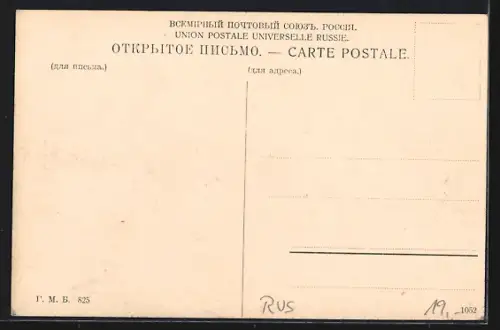 ВСЕМІРНЫЙ ПОЧТОВЫЙ СОЮЗЪ. РОССІЯ.
UNION POSTALE UNIVERSELLE RUSSIE.
ОТКРЫТОЕ ПИСЬМО. — CARTE POSTALE.
(для письма.) (для адреса.)
Г. М. Б. 825
RUS
19,- 1052